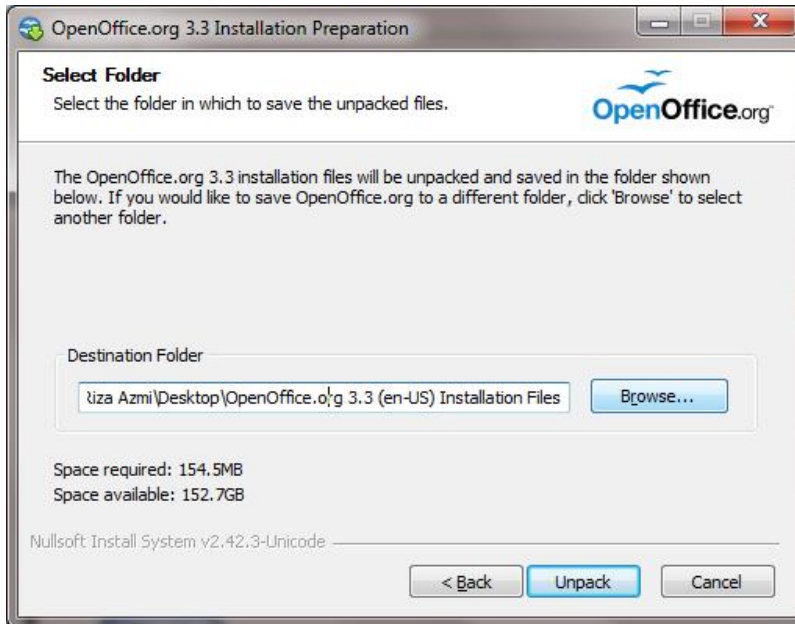 OpenOffice.org 3.3 Installation Preparation
Select Folder
Select the folder in which to save the unpacked files.
OpenOffice.org
The OpenOffice.org 3.3 installation files will be unpacked and saved in the folder shown
below. If you would like to save OpenOffice.org to a different folder, click 'Browse' to select
another folder.
Destination Folder
Riza Azmi\Desktop\OpenOffice.org 3.3 (en-US) Installation Files
Browse...
Space required: 154.5MB
Space available: 152.7GB
Nullsoft Install System v2.42.3-Unicode
< Back
Unpack
Cancel